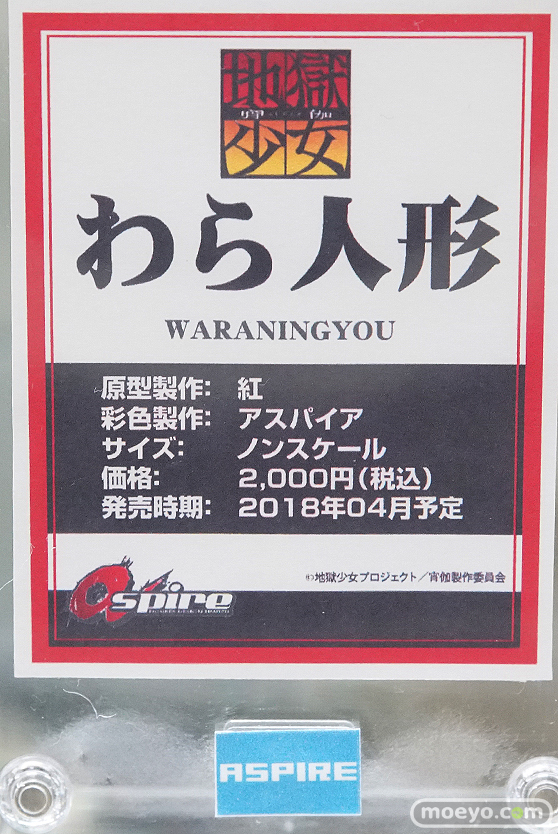 地獄
宵伽
少女
わら人形
WARANINGYOU
原型製作: 紅
彩色製作: アスパイア
サイズ: ノンスケール
価格: 2,000円(税込)
発売時期: 2018年04月予定
©地獄少女プロジェクト/宵伽製作委員会
aspire
ASPIRE
moeyo.com